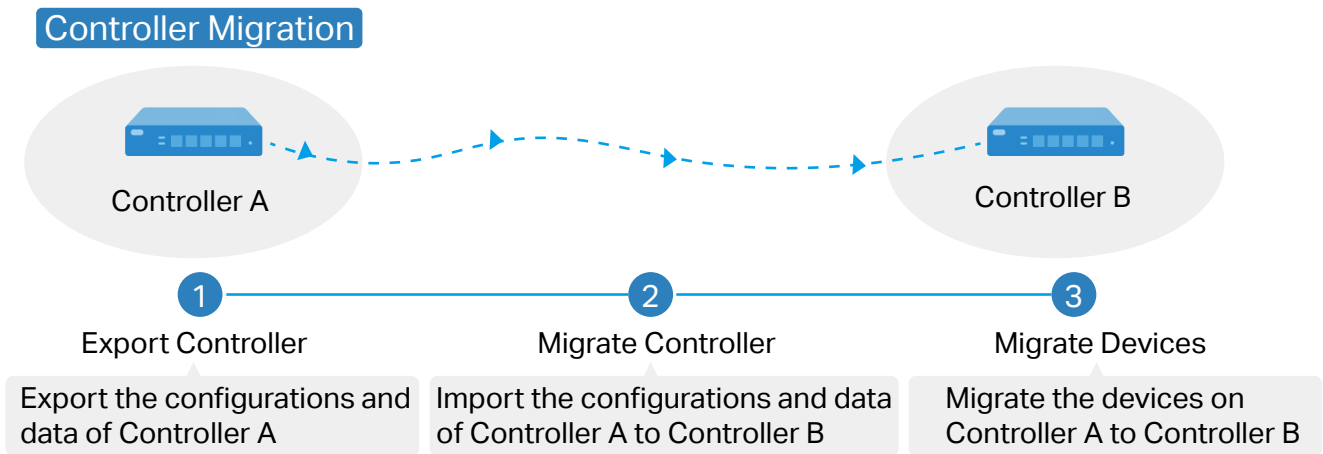 Controller Migration
Controller A
Controller B
1
2
3
Export Controller
Migrate Controller
Migrate Devices
Export the configurations and
data of Controller A
Import the configurations and data
of Controller A to Controller B
Migrate the devices on
Controller A to Controller B